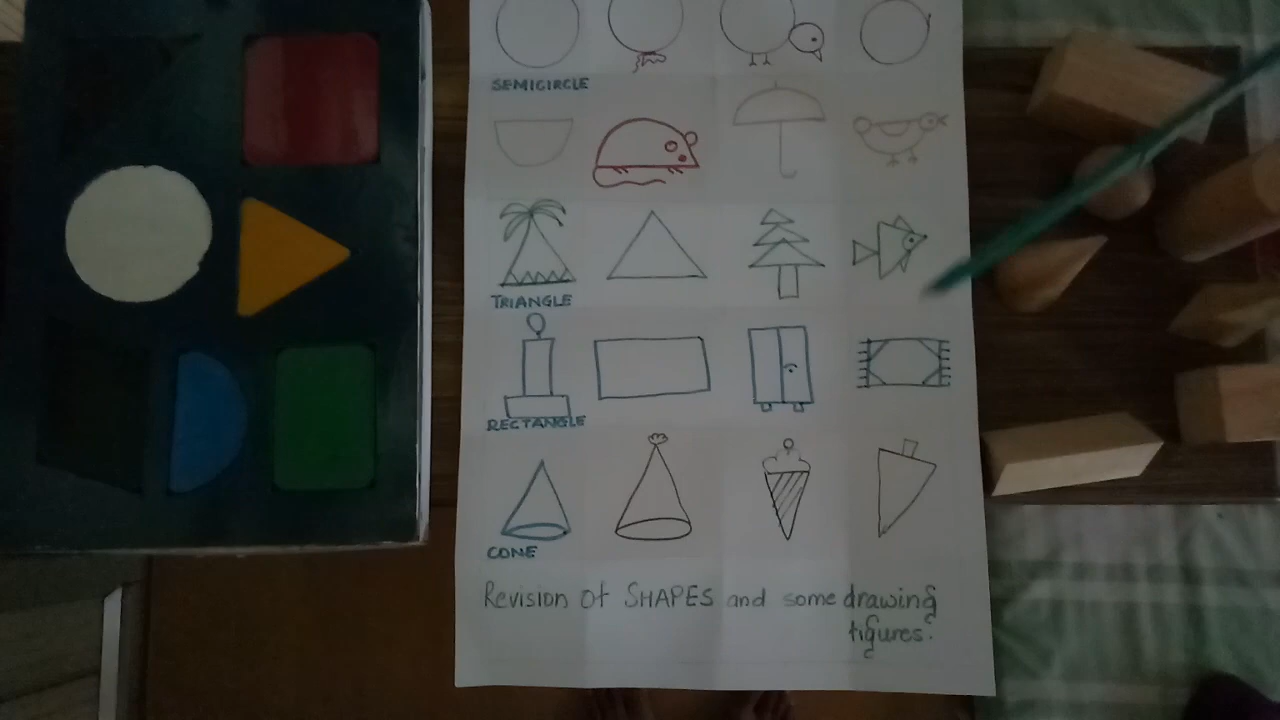 SEMICIRCLE
TRIANGLE
RECTANGLE
CONE
Revision of SHAPES and some drawing
figures.